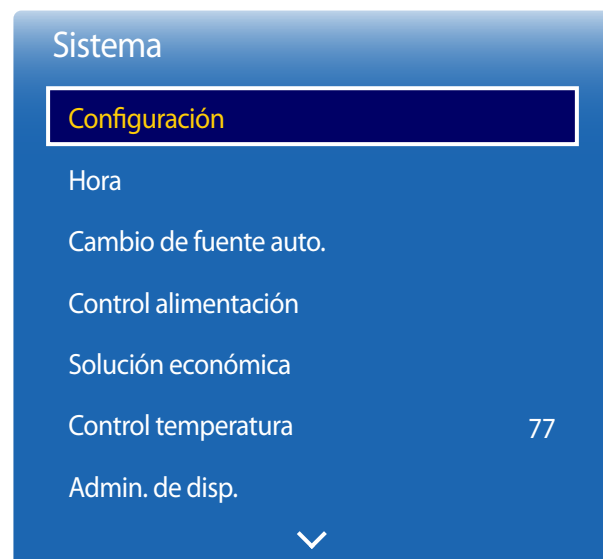 Sistema
Configuración
Hora
Cambio de fuente auto.
Control alimentación
Solución económica
Control temperatura 77
Admin. de disp.